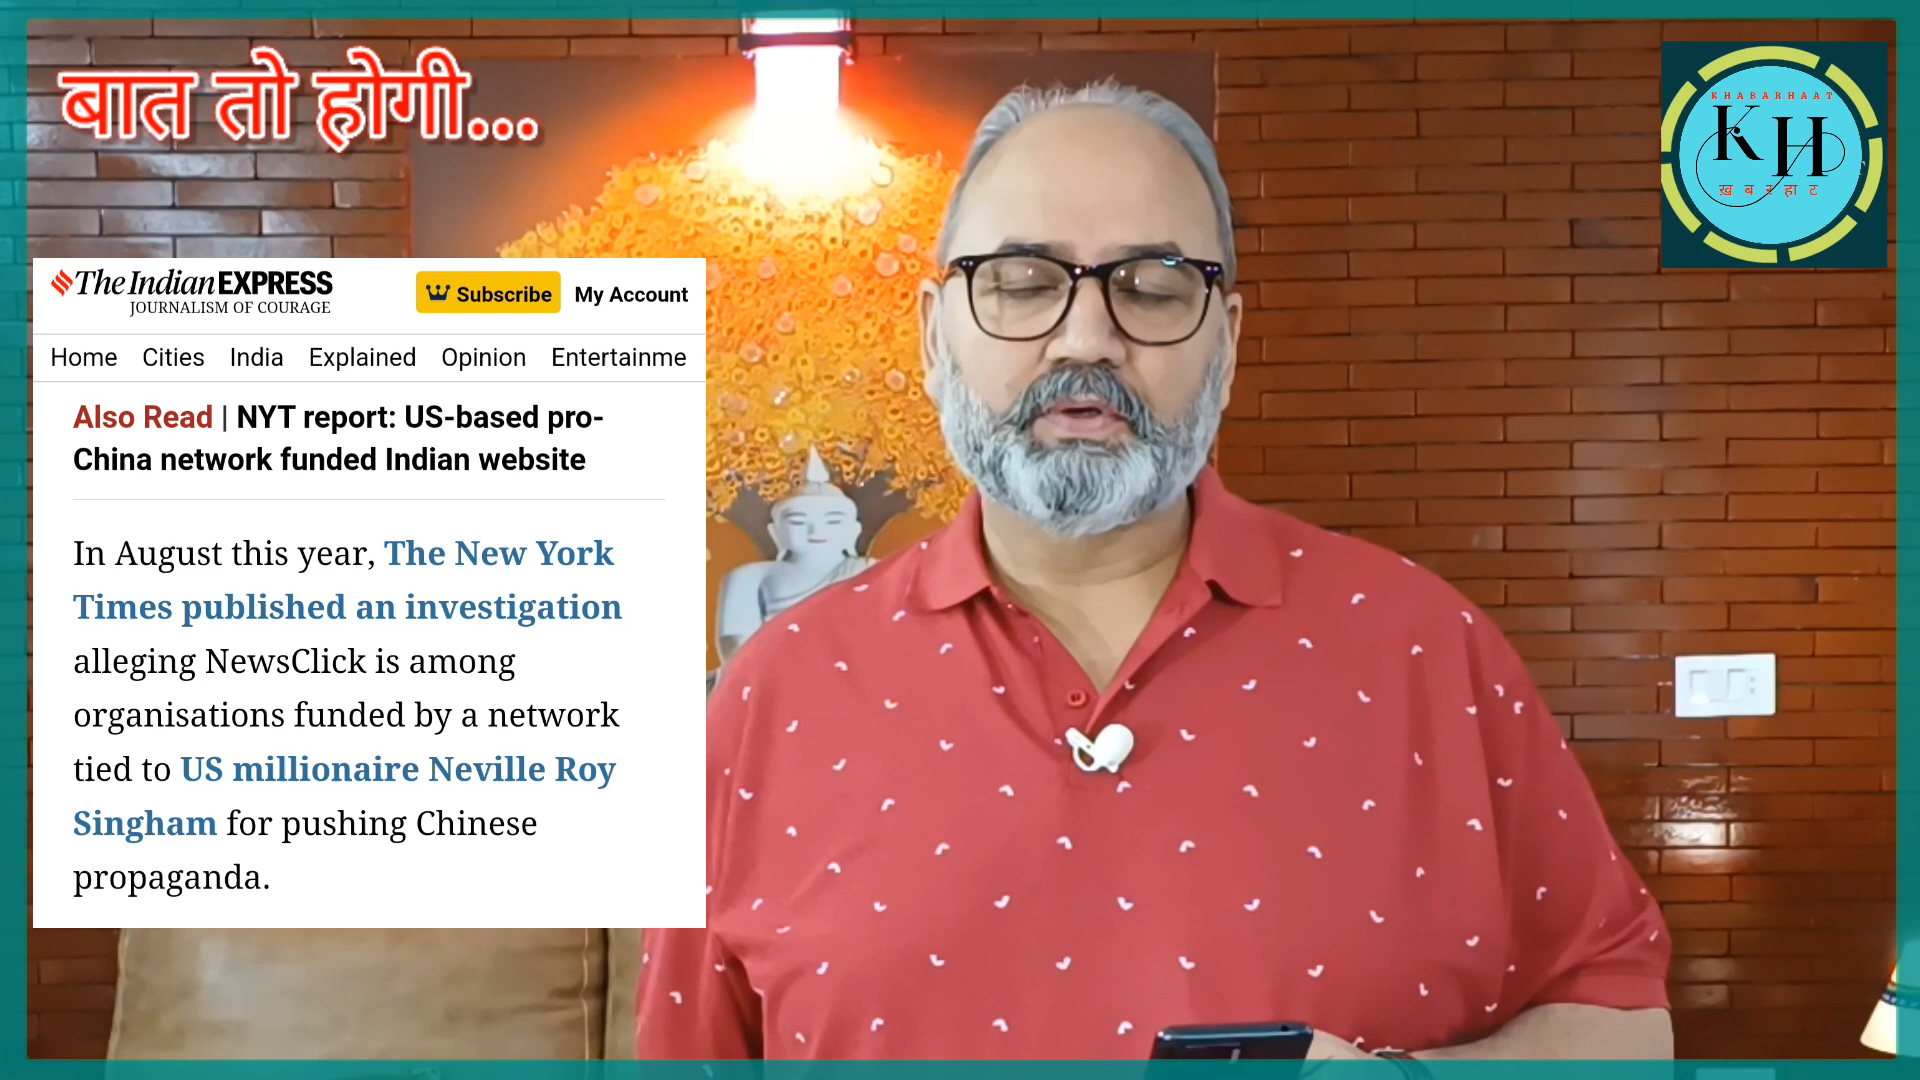 बात तो होगी...
KHABARHAAT
KH
ख़बरहाट
The Indian EXPRESS
JOURNALISM OF COURAGE
Subscribe
My Account
Home Cities India Explained Opinion Entertainme
Also Read | NYT report: US-based pro-
China network funded Indian website
In August this year, The New York
Times published an investigation
alleging NewsClick is among
organisations funded by a network
tied to US millionaire Neville Roy
Singham for pushing Chinese
propaganda.